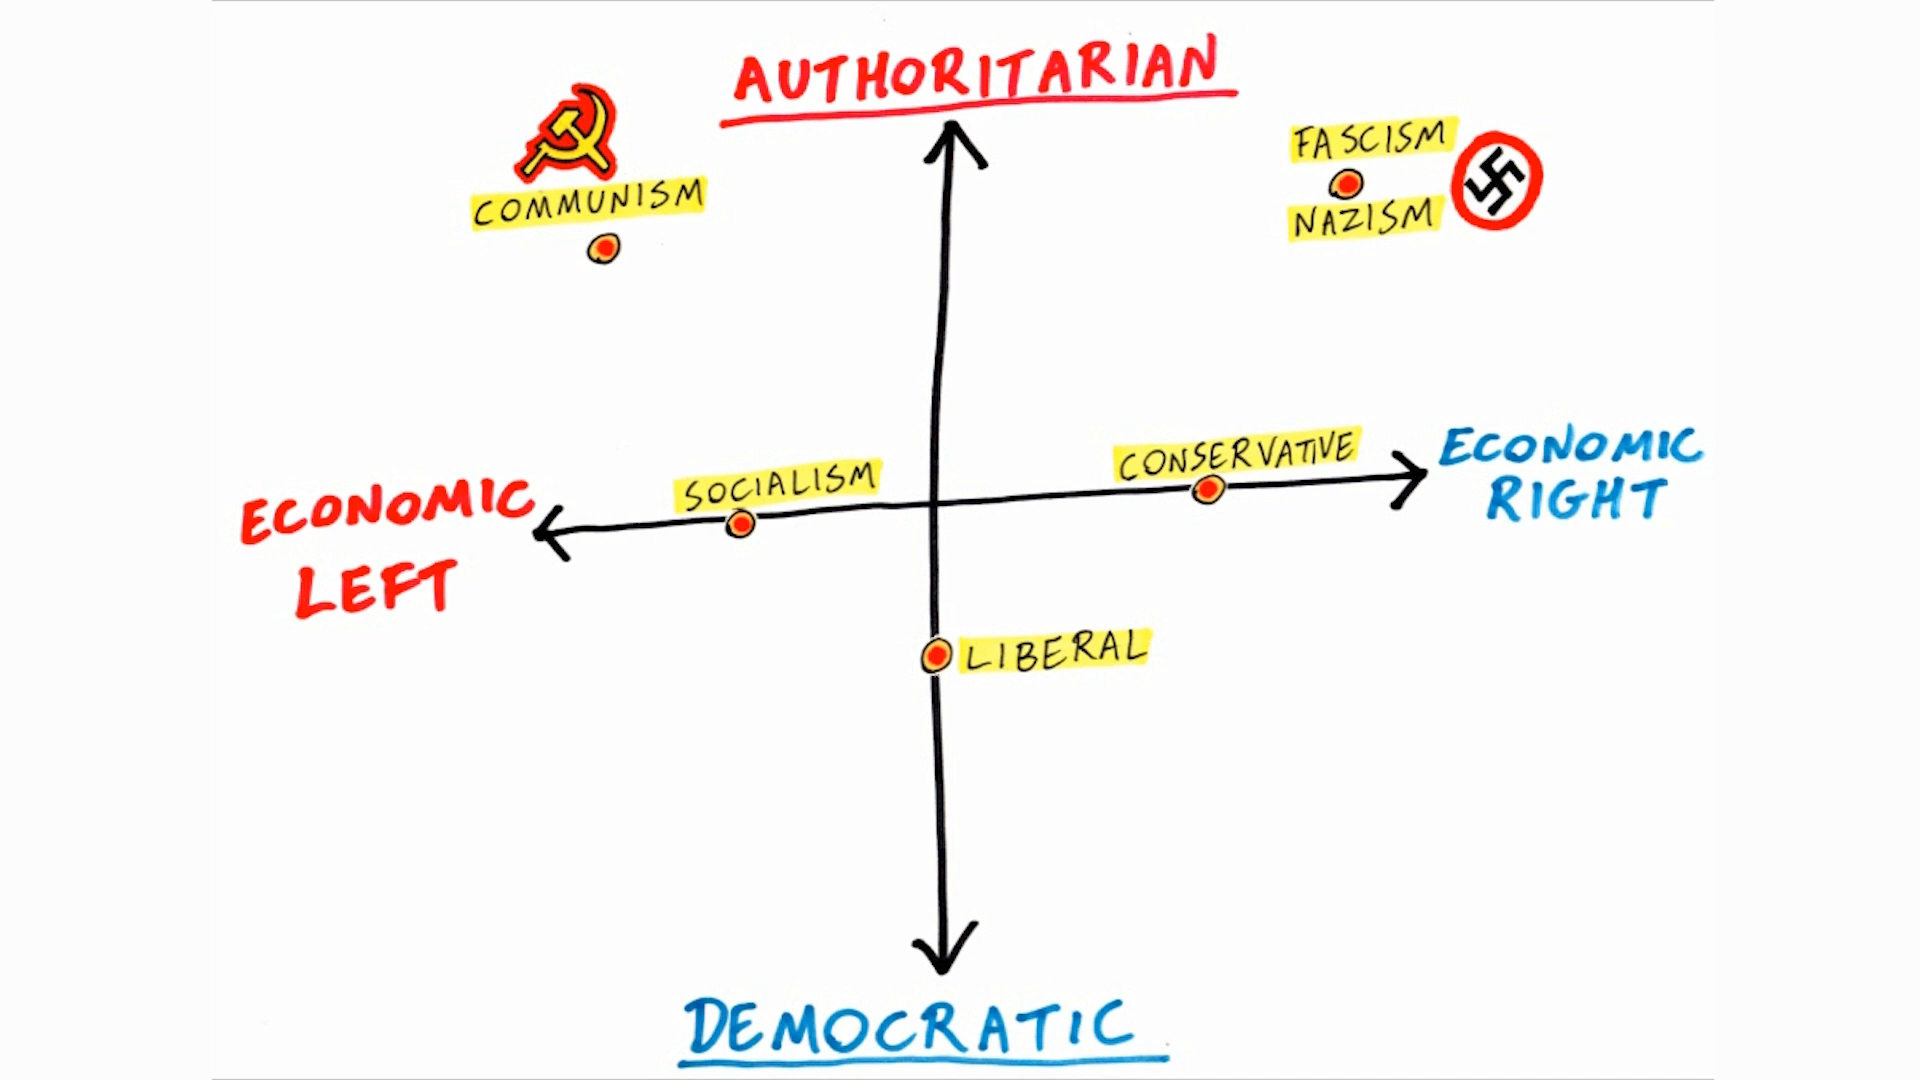 AUTHORITARIAN
COMMUNISM
FASCISM
NAZISM
ECONOMIC
LEFT
SOCIALISM
CONSERVATIVE
ECONOMIC
RIGHT
LIBERAL
DEMOCRATIC